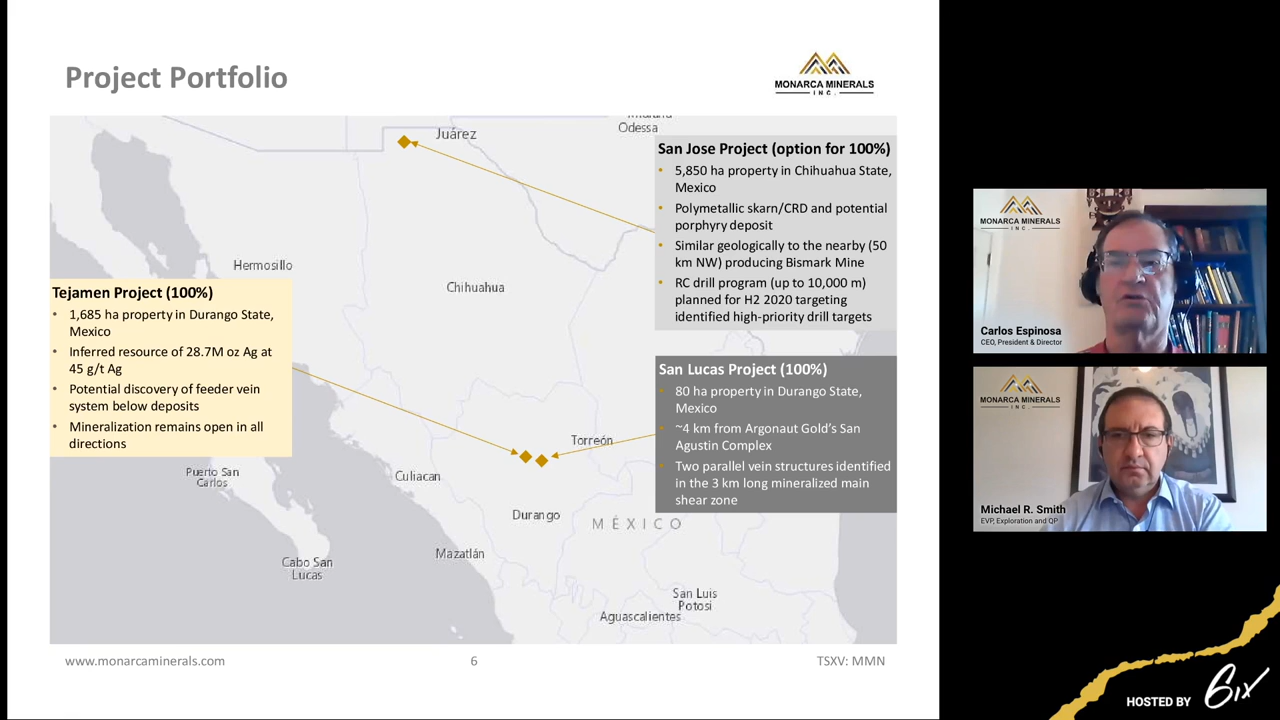 Project Portfolio
MONARCA MINERALS
INC.
Juárez
Odessa
Hermosillo
Chihuahua
Torreón
Puerto San
Carlos
Culiacan
Durango
MÉXICO
Mazatlán
Cabo San
Lucas
San Luis
Potosi
Aguascalientes
San Jose Project (option for 100%)
• 5,850 ha property in Chihuahua State,
Mexico
• Polymetallic skarn/CRD and potential
porphyry deposit
• Similar geologically to the nearby (50
km NW) producing Bismark Mine
• RC drill program (up to 10,000 m)
planned for H2 2020 targeting
identified high-priority drill targets
Tejamen Project (100%)
• 1,685 ha property in Durango State,
Mexico
• Inferred resource of 28.7M oz Ag at
45 g/t Ag
• Potential discovery of feeder vein
system below deposits
• Mineralization remains open in all
directions
San Lucas Project (100%)
• 80 ha property in Durango State,
Mexico
• ~4 km from Argonaut Gold's San
Agustin Complex
• Two parallel vein structures identified
in the 3 km long mineralized main
shear zone
www.monarcaminerals.com
6
TSXV: MMN
MONARCA MINERALS
INC.
Carlos Espinosa
CEO, President & Director
MONARCA MINERALS
INC.
Michael R. Smith
EVP, Exploration and QP
HOSTED BY
6ix